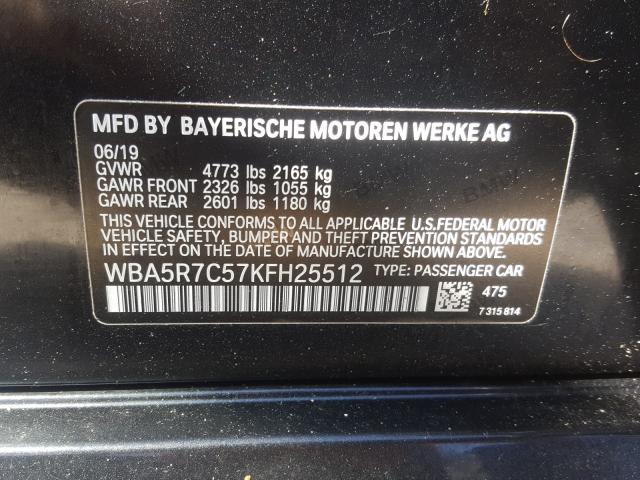 MFD BY BAYERISCHE MOTOREN WERKE AG
06/19
GVWR 4773 lbs 2165 kg
GAWR FRONT 2326 lbs 1055 kg
GAWR REAR 2601 lbs 1180 kg
THIS VEHICLE CONFORMS TO ALL APPLICABLE U.S.FEDERAL MOTOR
VEHICLE SAFETY, BUMPER, AND THEFT PREVENTION STANDARDS
IN EFFECT ON THE DATE OF MANUFACTURE SHOWN ABOVE.
WBA5R7C57KFH25512 TYPE: PASSENGER CAR
475
7 315 814